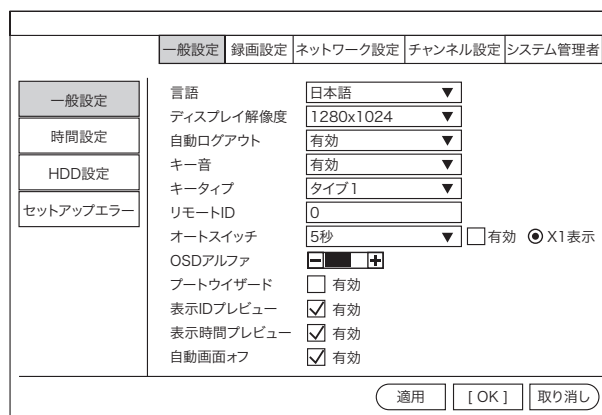 一般設定 録画設定 ネットワーク設定 チャンネル設定 システム管理者
一般設定
時間設定
HDD設定
セットアップエラー
言語 日本語
ディスプレイ解像度 1280x1024
自動ログアウト 有効
キー音 有効
キータィプ タイブ1
リモートID 0
オートスイッチ 5秒 有効 X1表示
OSDアルファ
プートウイザード 有効
表示IDプレビュー 有効
表示時間プレビュー 有効
自動画面ォフ 有効
適用 [ OK ] 取り消し